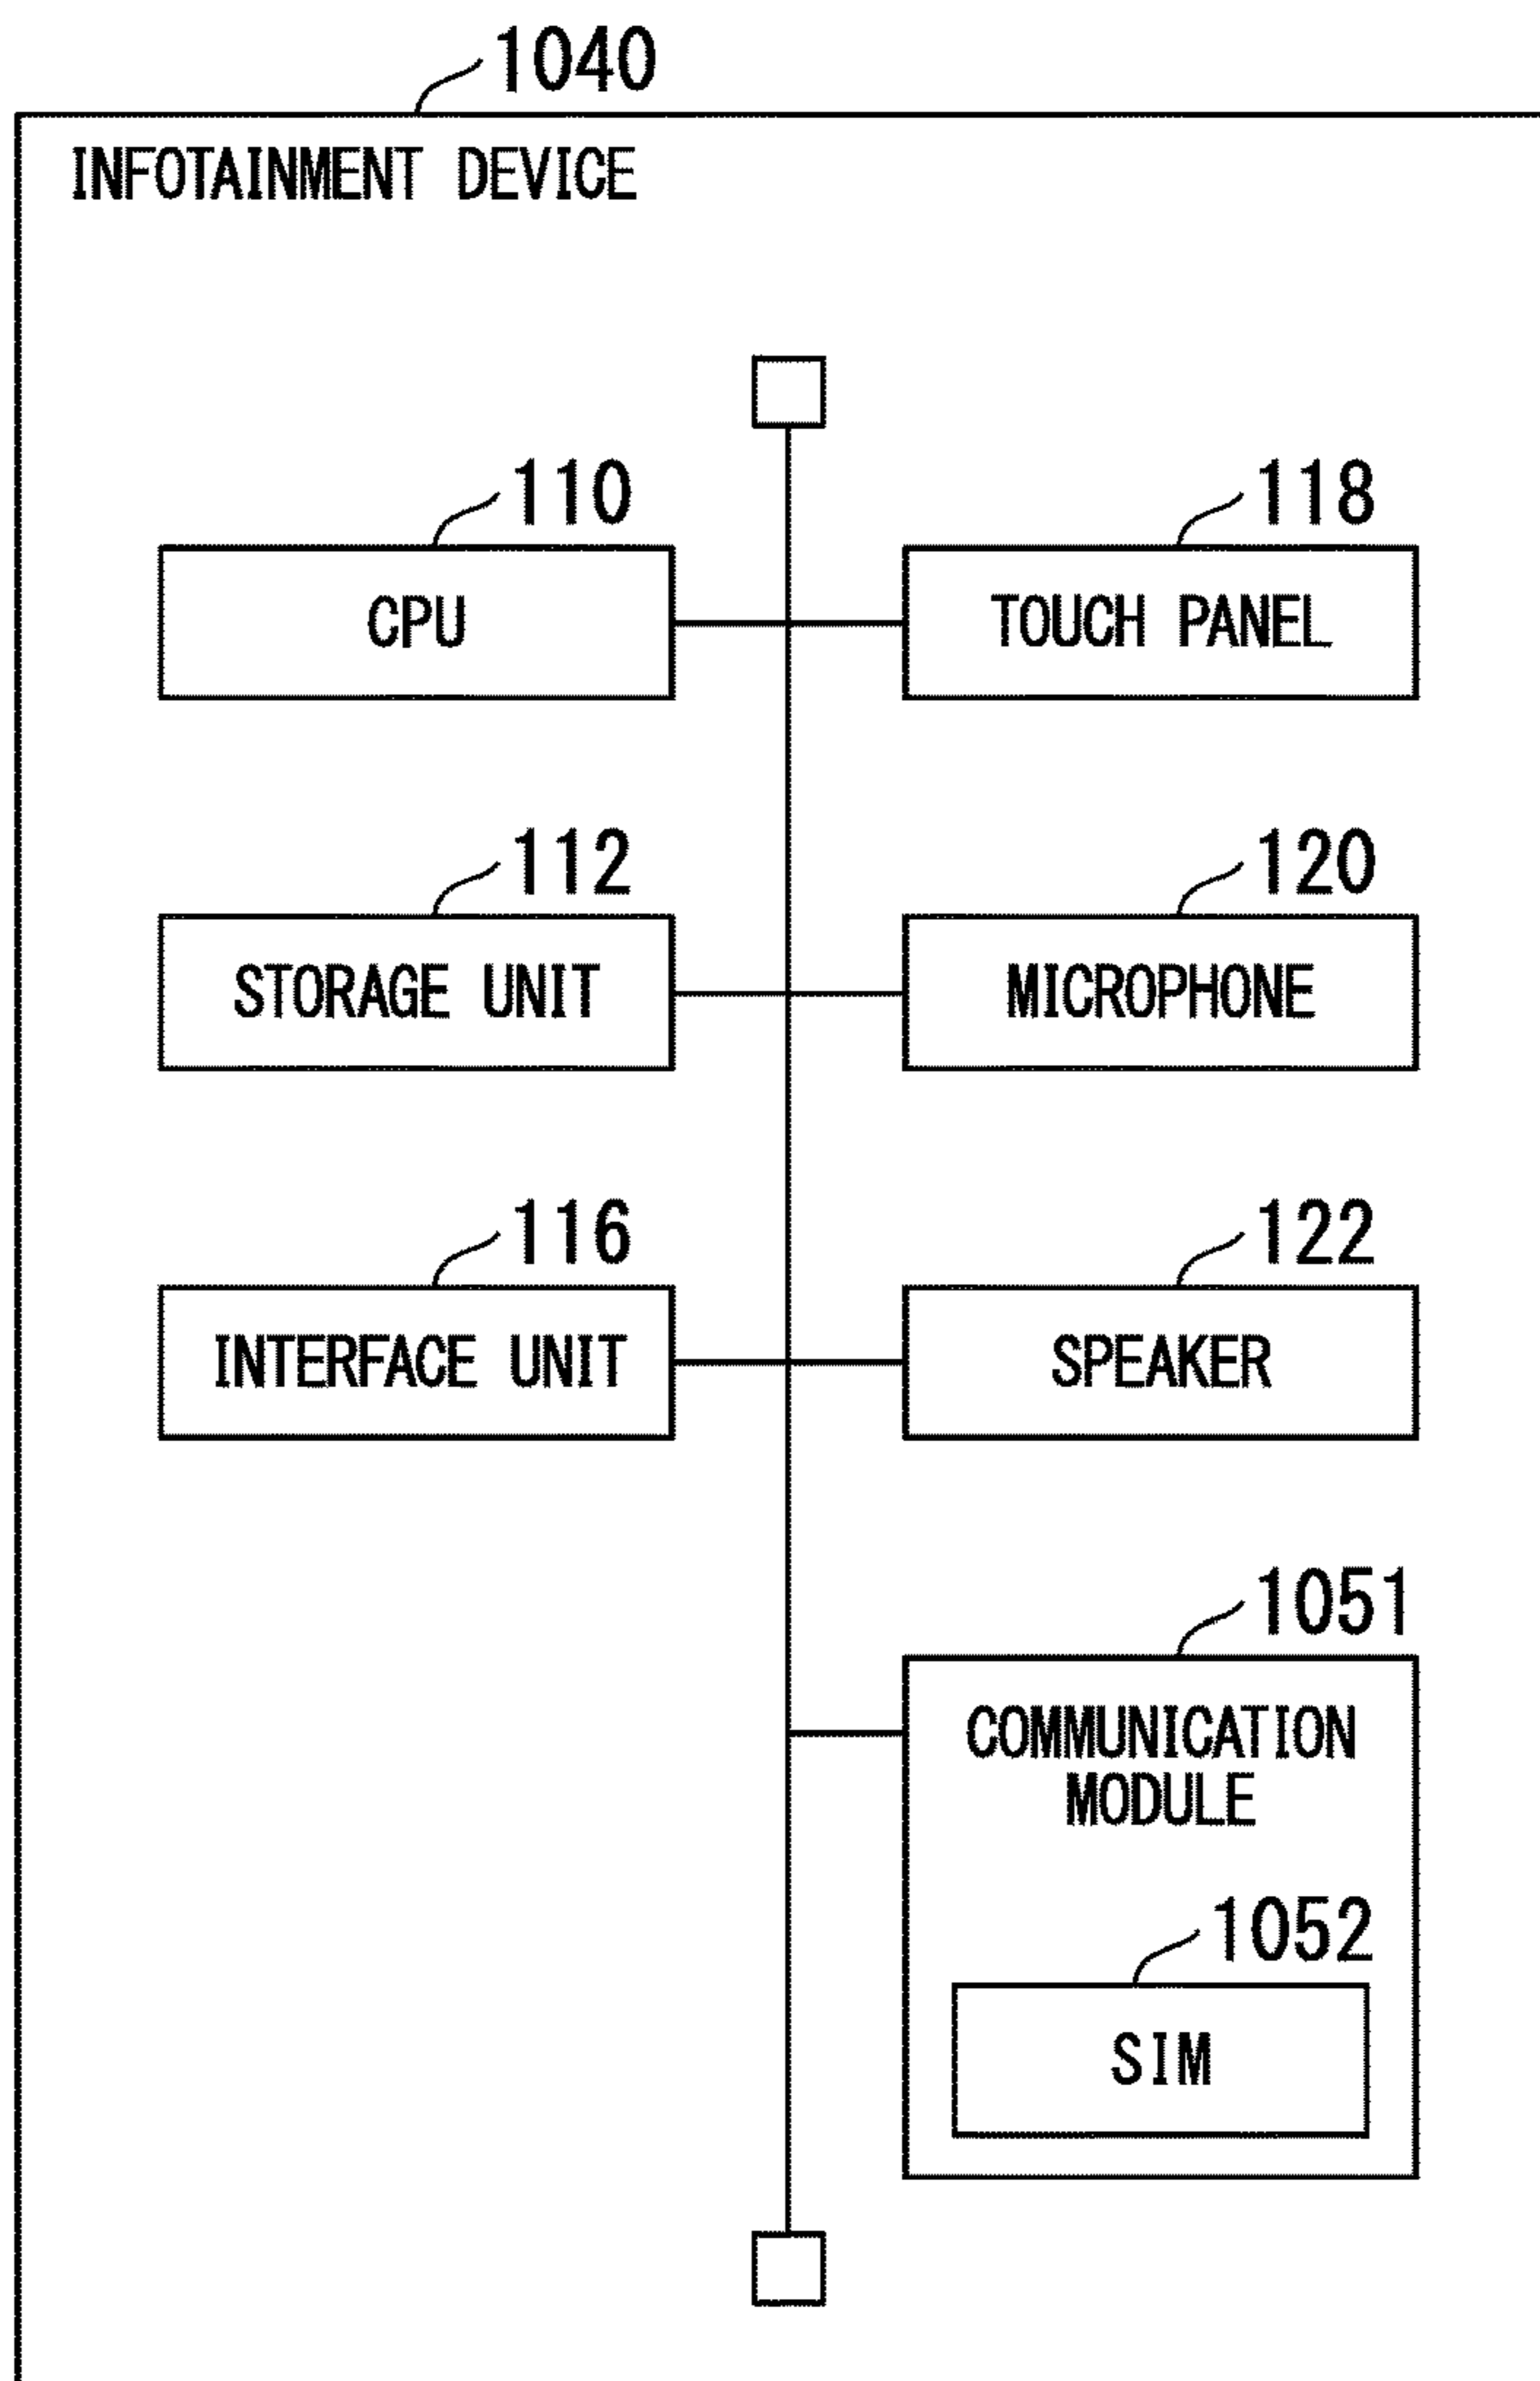 1040
INFOTAINMENT DEVICE
110
CPU
118
TOUCH PANEL
112
STORAGE UNIT
120
MICROPHONE
116
INTERFACE UNIT
122
SPEAKER
1051
COMMUNICATION
MODULE
1052
SIM